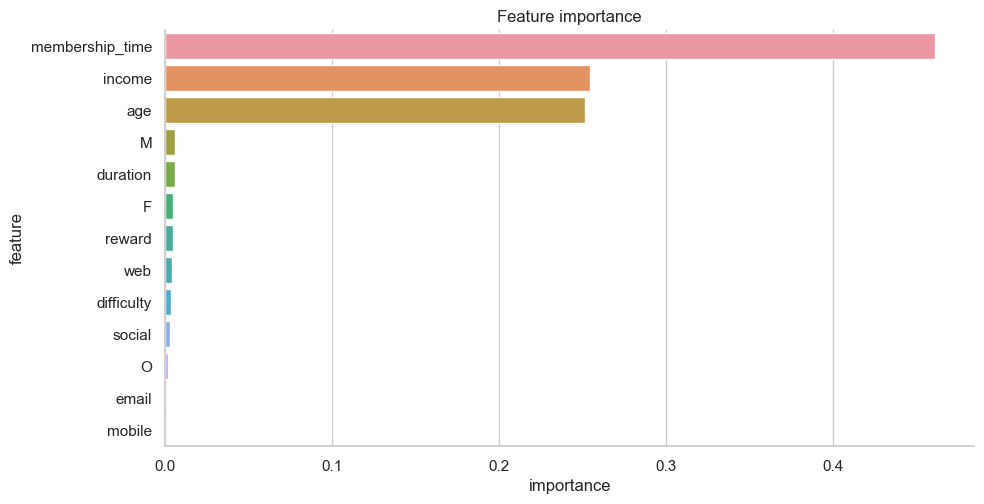 Feature importance
membership_time
income
age
M
duration
F
reward
web
difficulty
social
O
email
mobile
feature
0.0 0.1 0.2 0.3 0.4
importance